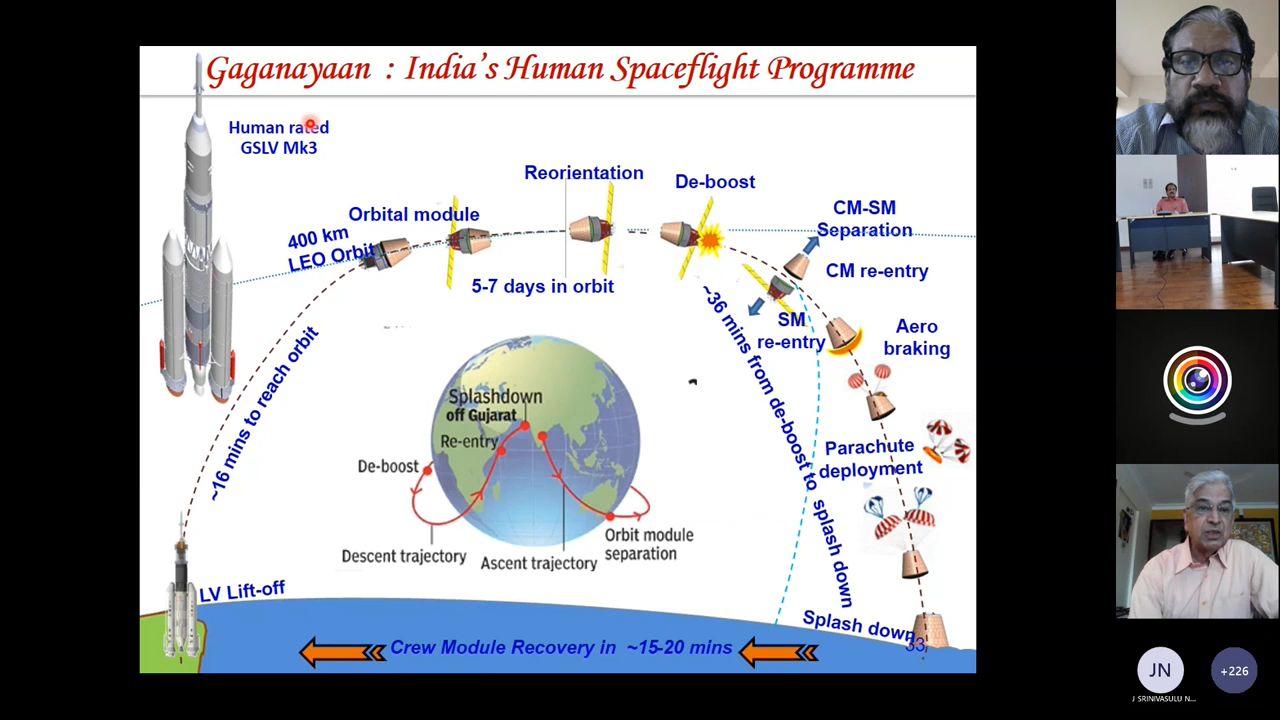 Gaganayaan : India's Human Spaceflight Programme
Human rated
GSLV Mk3
Reorientation
De-boost
Orbital module
CM-SM
Separation
400 km
LEO Orbit
CM re-entry
5-7 days in orbit
SM
re-entry
Aero
braking
~16 mins to reach orbit
~36 mins from de-boost to splash down
Splashdown
off Gujarat
Re-entry
De-boost
Parachute
deployment
Orbit module
separation
Descent trajectory
Ascent trajectory
LV Lift-off
Splash down
33
Crew Module Recovery in ~15-20 mins
JN
+226
J SRINIVASULU N...